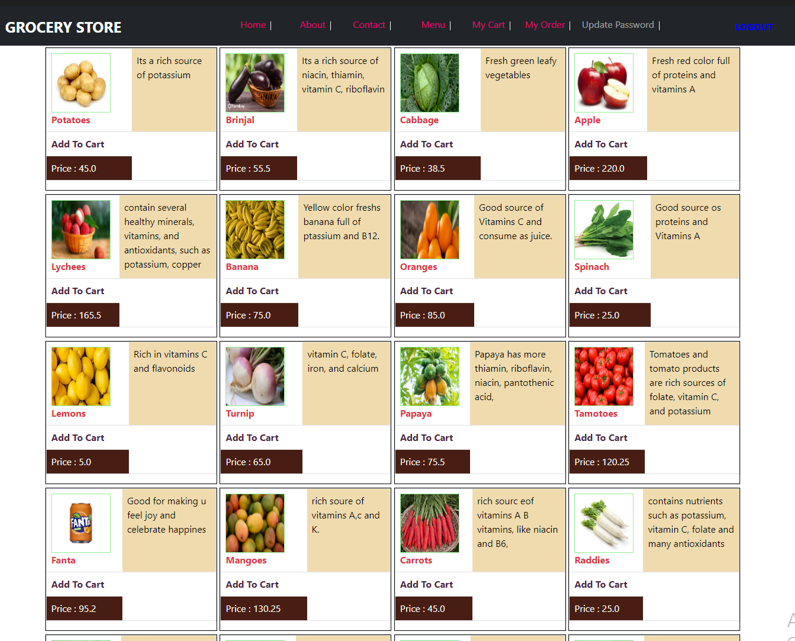 GROCERY STORE
Home |
About |
Contact |
Menu |
My Cart |
My Order |
Update Password |
Its a rich source
of potassium
Potatoes
Add To Cart
Price : 45.0
Its a rich source of
niacin, thiamin,
vitamin C, riboflavin
Brinjal
Add To Cart
Price : 55.5
Fresh green leafy
vegetables
Cabbage
Add To Cart
Price : 38.5
Fresh red color full
of proteins and
vitamins A
Apple
Add To Cart
Price : 220.0
contain several
healthy minerals,
vitamins, and
antioxidants, such as
potassium, copper
Lychees
Add To Cart
Price : 165.5
Yellow color freshs
banana full of
ptassium and B12.
Banana
Add To Cart
Price : 75.0
Good source of
Vitamins C and
consume as juice.
Oranges
Add To Cart
Price : 85.0
Good source os
proteins and
Vitamins A
Spinach
Add To Cart
Price : 25.0
Rich in vitamins C
and flavonoids
Lemons
Add To Cart
Price : 5.0
vitamin C, folate,
iron, and calcium
Turnip
Add To Cart
Price : 65.0
Papaya has more
thiamin, riboflavin,
niacin, pantothenic
acid,
Papaya
Add To Cart
Price : 75.5
Tomatoes and
tomato products
are rich sources of
folate, vitamin C,
and potassium
Tamotoes
Add To Cart
Price : 120.25
Good for making u
feel joy and
celebrate happines
FANTA
Fanta
Add To Cart
Price : 95.2
rich soure of
vitamins A,c and
K.
Mangoes
Add To Cart
Price : 130.25
rich sourc eof
vitamins A B
vitamins, like niacin
and B6,
Carrots
Add To Cart
Price : 45.0
contains nutrients
such as potassium,
vitamin C, folate and
many antioxidants
Raddies
Add To Cart
Price : 25.0